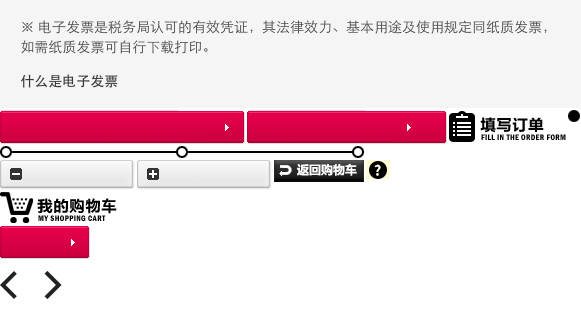 ※ 电子发票是税务局认可的有效凭证，其法律效力、基本用途及使用规定同纸质发票，
如需纸质发票可自行下载打印。
什么是电子发票
填写订单
FILL IN THE ORDER FORM
返回购物车
?
我的购物车
MY SHOPPING CART